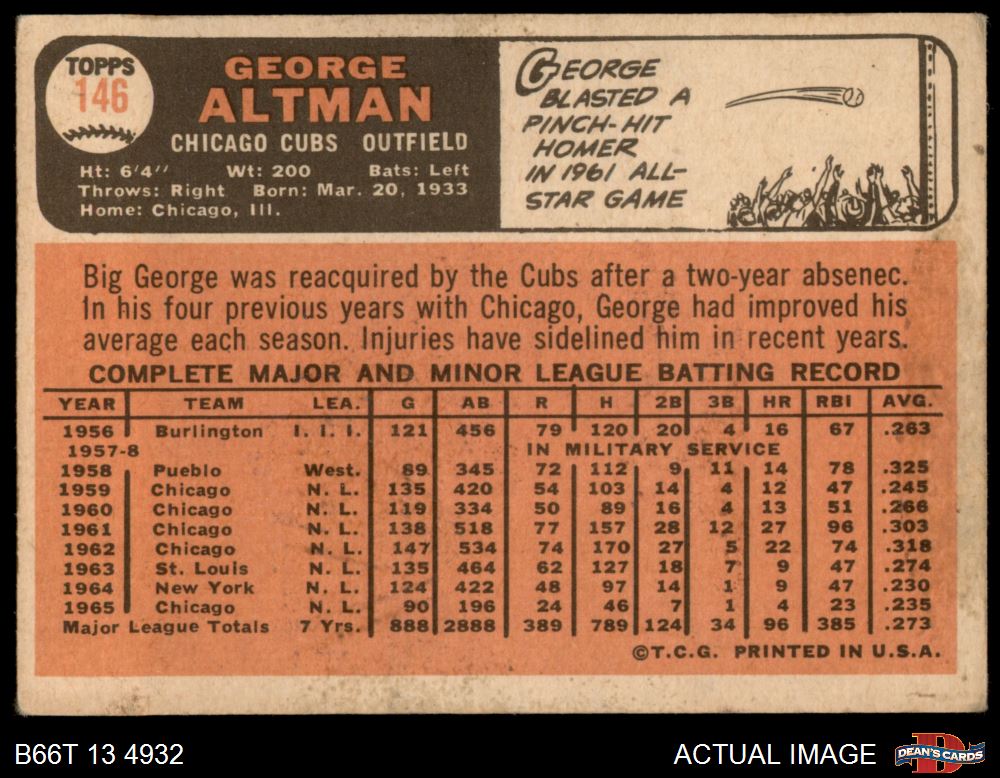 TOPPS
146
GEORGE
ALTMAN
CHICAGO CUBS OUTFIELD
Ht: 6'4" Wt: 200 Bats: Left
Throws: Right Born: Mar. 20, 1933
Home: Chicago, Ill.
GEORGE
BLASTED A
PINCH-HIT
HOMER
IN 1961 ALL-
STAR GAME
Big George was reacquired by the Cubs after a two-year absenec.
In his four previous years with Chicago, George had improved his
average each season. Injuries have sidelined him in recent years.
COMPLETE MAJOR AND MINOR LEAGUE BATTING RECORD
YEAR TEAM LEA. G AB R H 2B 3B HR RBI AVG.
1956 Burlington I. I. I. 121 456 79 120 20 4 16 67 .263
1957-8 IN MILITARY SERVICE
1958 Pueblo West. 89 345 72 112 9 11 14 78 .325
1959 Chicago N. L. 135 420 54 103 14 4 12 47 .245
1960 Chicago N. L. 119 334 50 89 16 4 13 51 .266
1961 Chicago N. L. 138 518 77 157 28 12 27 96 .303
1962 Chicago N. L. 147 534 74 170 27 5 22 74 .318
1963 St. Louis N. L. 135 464 62 127 18 7 9 47 .274
1964 New York N. L. 124 422 48 97 14 1 9 47 .230
1965 Chicago N. L. 90 196 24 46 7 1 4 23 .235
Major League Totals 7 Yrs. 888 2888 389 789 124 34 96 385 .273
©T.C.G. PRINTED IN U.S.A.
B66T 13 4932
ACTUAL IMAGE
DEAN'S CARDS